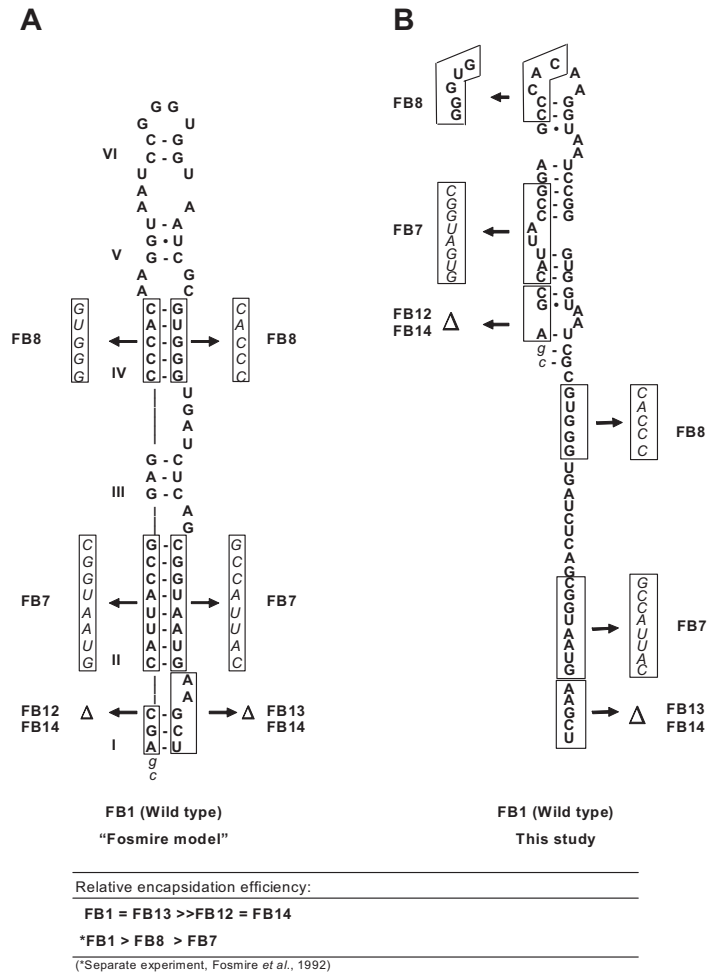 A
G G
G U
C - G
VI
C - G
U U
A
A A
U - A
G • U
V
G - C
A G
A C
FB8
G U G G G
C - G
A - U
C - G
C - G
C - G
C A C C C
FB8
IV
U
G
A
U
G - C
A - U
III
G - C
A
G
FB7
C G G U A A U G
G - C
C - G
C - G
A - U
U - A
U - A
A - U
C - G
G C C A U U A C
FB7
II
A
A
FB12
FB14
Δ
C - G
G - C
A - U
Δ
FB13
FB14
I
g
c
FB1 (Wild type)
“Fosmire model”
B
FB8
G U G G G
A C A
C A
C - G
C - G
G • U
A
A
A - U
G - C
G - C
C - G
C - G
FB7
C G G U A G U G
A
U
U - G
A - U
C - G
FB12
FB14
Δ
C - G
G • U
A
A
A - U
g - C
c - G
C
G U G G G
C A C C C
FB8
U G A U C U C A G
C G G U A A U G
G C C A U U A C
FB7
A A G C U
Δ
FB13
FB14
FB1 (Wild type)
This study
Relative encapsidation efficiency:
FB1 = FB13 >>FB12 = FB14
*FB1 > FB8 > FB7
(*Separate experiment, Fosmire et al., 1992)